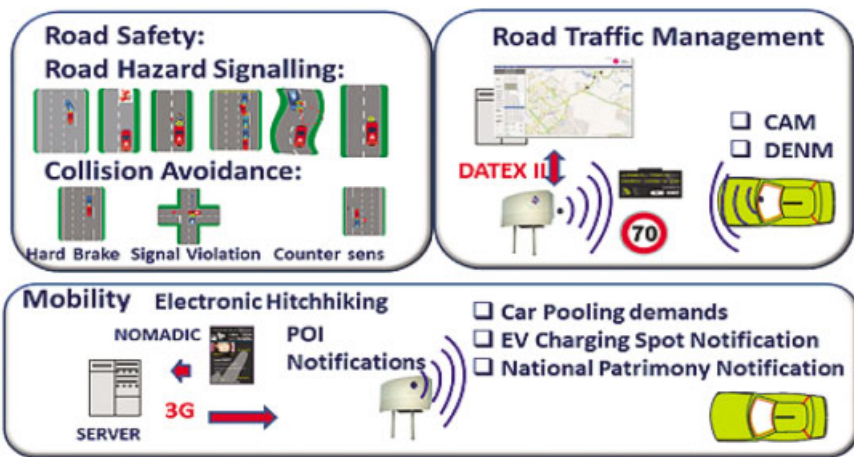 Road Safety:
Road Hazard Signalling:
Collision Avoidance:
Hard Brake Signal Violation Counter sens
Road Traffic Management
❑ CAM
❑ DENM
DATEX II
70
Mobility Electronic Hitchhiking
NOMADIC
POI
Notifications
3G
SERVER
❑ Car Pooling demands
❑ EV Charging Spot Notification
❑ National Patrimony Notification